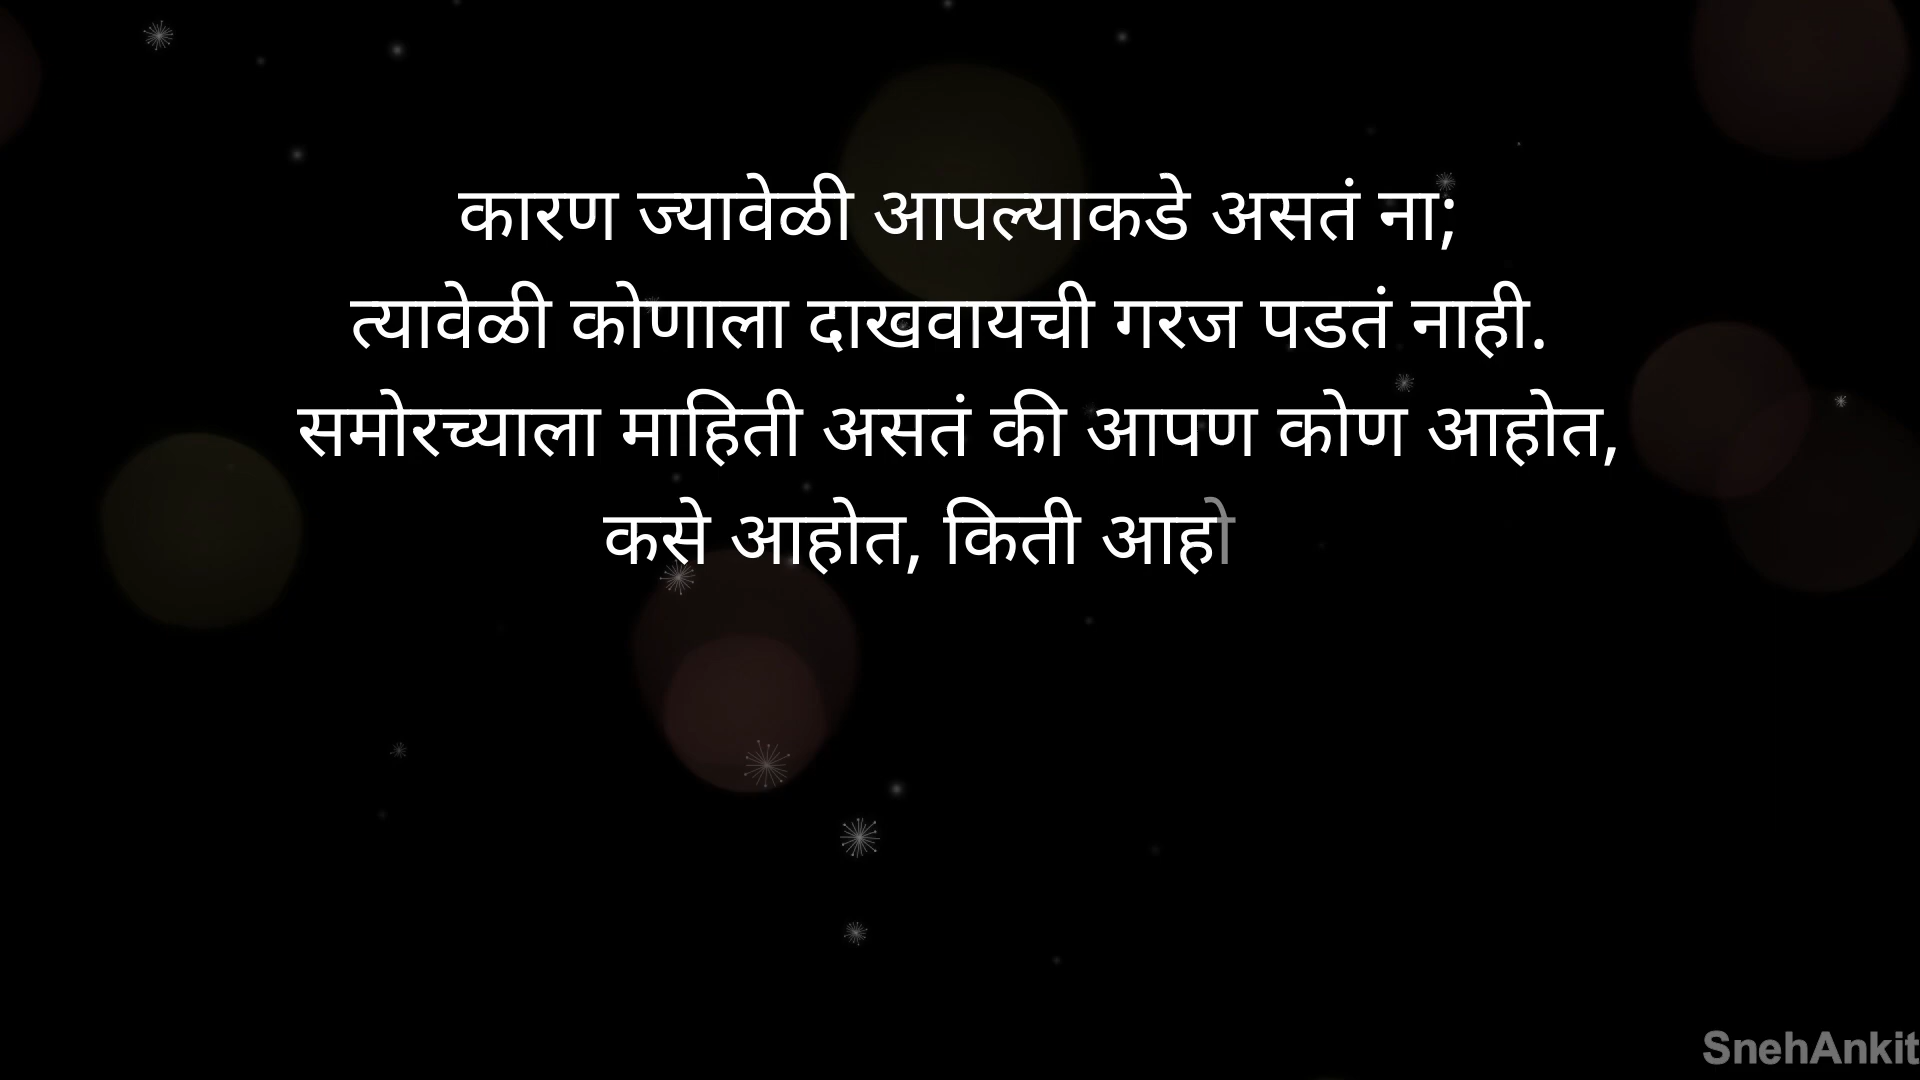 कारण ज्यावेळी आपल्याकडे असतं ना;
त्यावेळी कोणाला दाखवायची गरज पडतं नाही.
समोरच्याला माहिती असतं की आपण कोण आहोत,
कसे आहोत, किती आहो
SnehAnkit